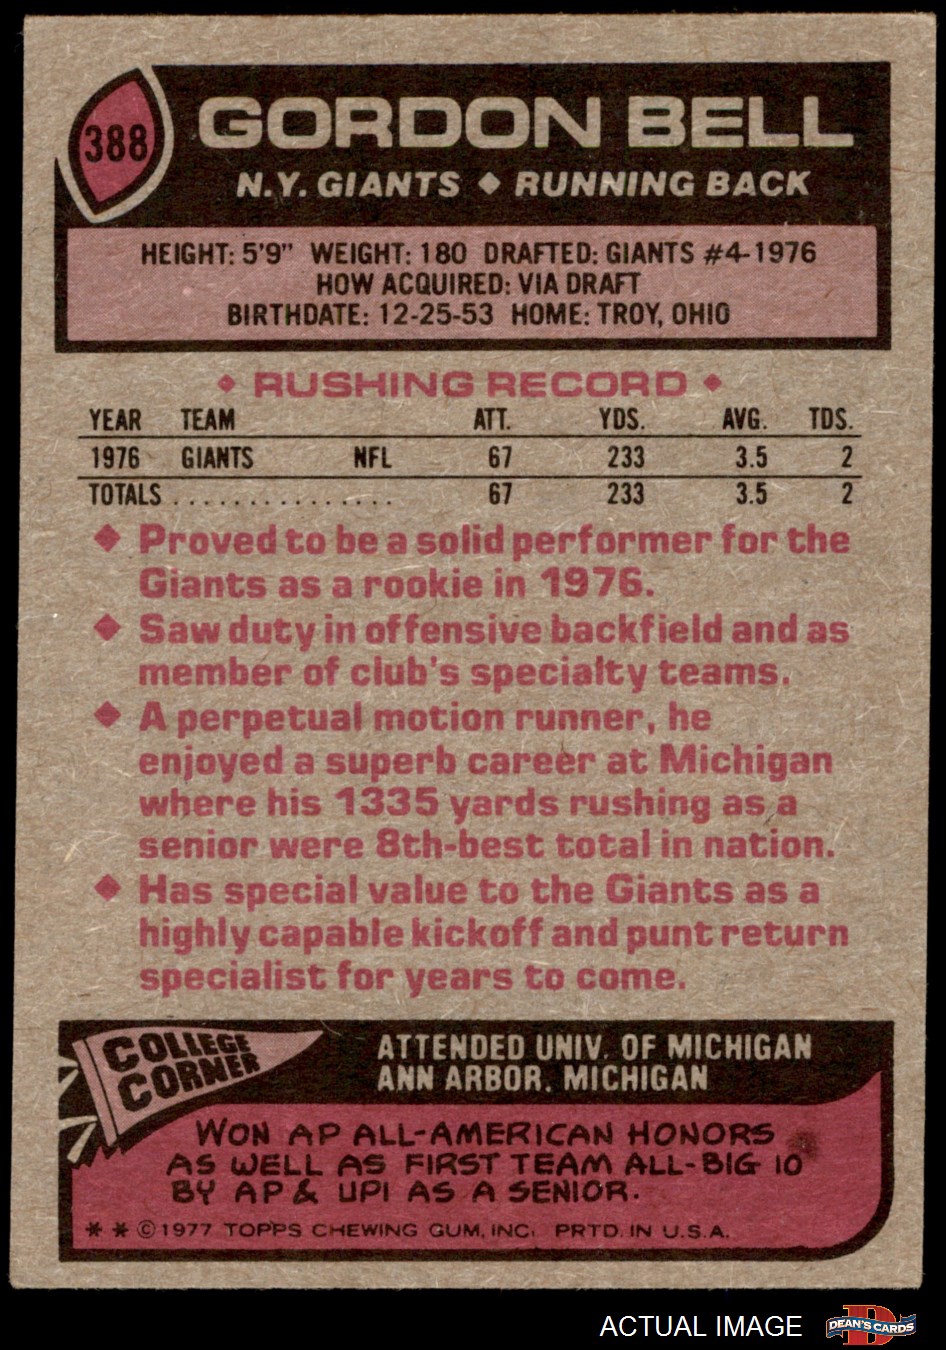 388
GORDON BELL
N.Y. GIANTS ◆ RUNNING BACK
HEIGHT: 5'9" WEIGHT: 180 DRAFTED: GIANTS #4-1976
HOW ACQUIRED: VIA DRAFT
BIRTHDATE: 12-25-53 HOME: TROY, OHIO
◆ RUSHING RECORD ◆
YEAR TEAM ATT. YDS. AVG. TDS.
1976 GIANTS NFL 67 233 3.5 2
TOTALS . . . . . . . . . . . . . . 67 233 3.5 2
◆ Proved to be a solid performer for the
Giants as a rookie in 1976.
◆ Saw duty in offensive backfield and as
member of club's specialty teams.
◆ A perpetual motion runner, he
enjoyed a superb career at Michigan
where his 1335 yards rushing as a
senior were 8th-best total in nation.
◆ Has special value to the Giants as a
highly capable kickoff and punt return
specialist for years to come.
COLLEGE
CORNER
ATTENDED UNIV. OF MICHIGAN
ANN ARBOR, MICHIGAN
WON AP ALL-AMERICAN HONORS
AS WELL AS FIRST TEAM ALL-BIG 10
BY AP & UPI AS A SENIOR.
* * © 1977 TOPPS CHEWING GUM, INC. PRTD. IN U.S.A.
ACTUAL IMAGE
D
DEAN'S CARDS